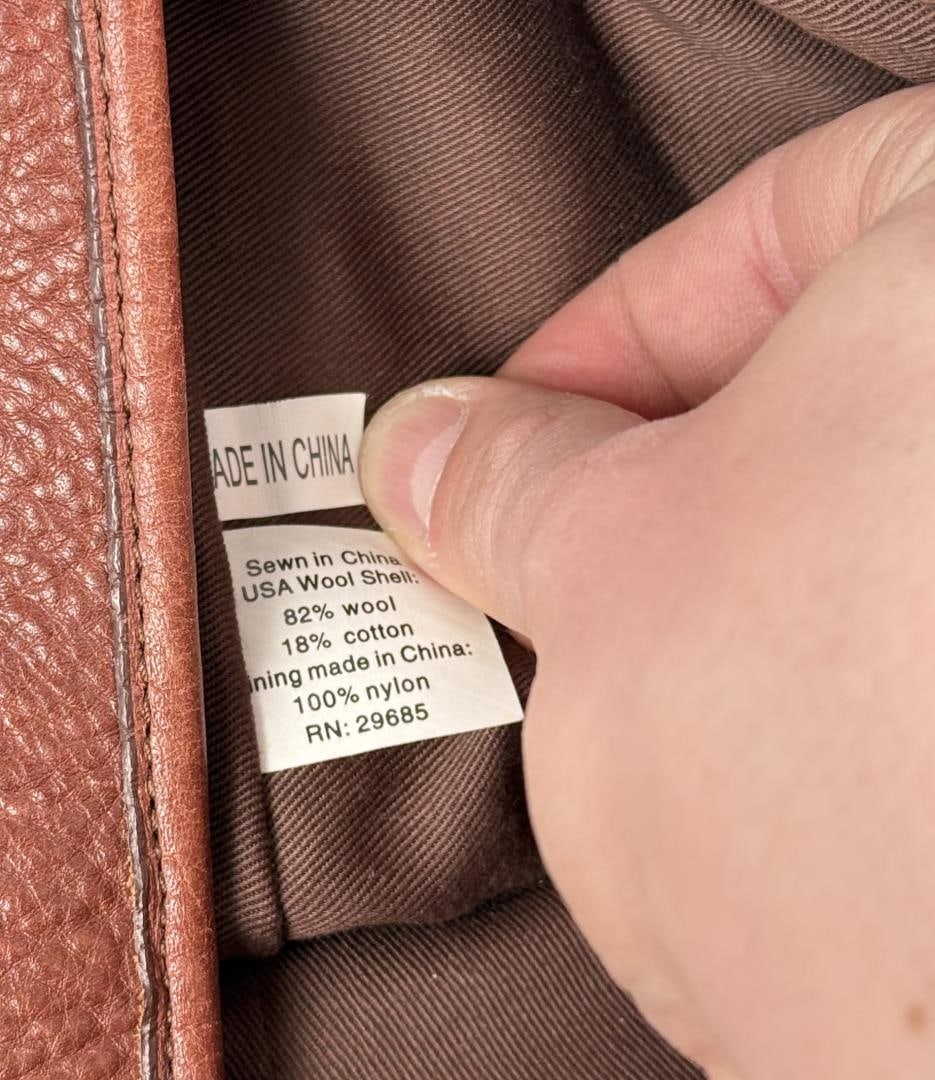 ADE IN CHINA
Sewn in China
USA Wool Shell:
82% wool
18% cotton
ining made in China:
100% nylon
RN: 29685